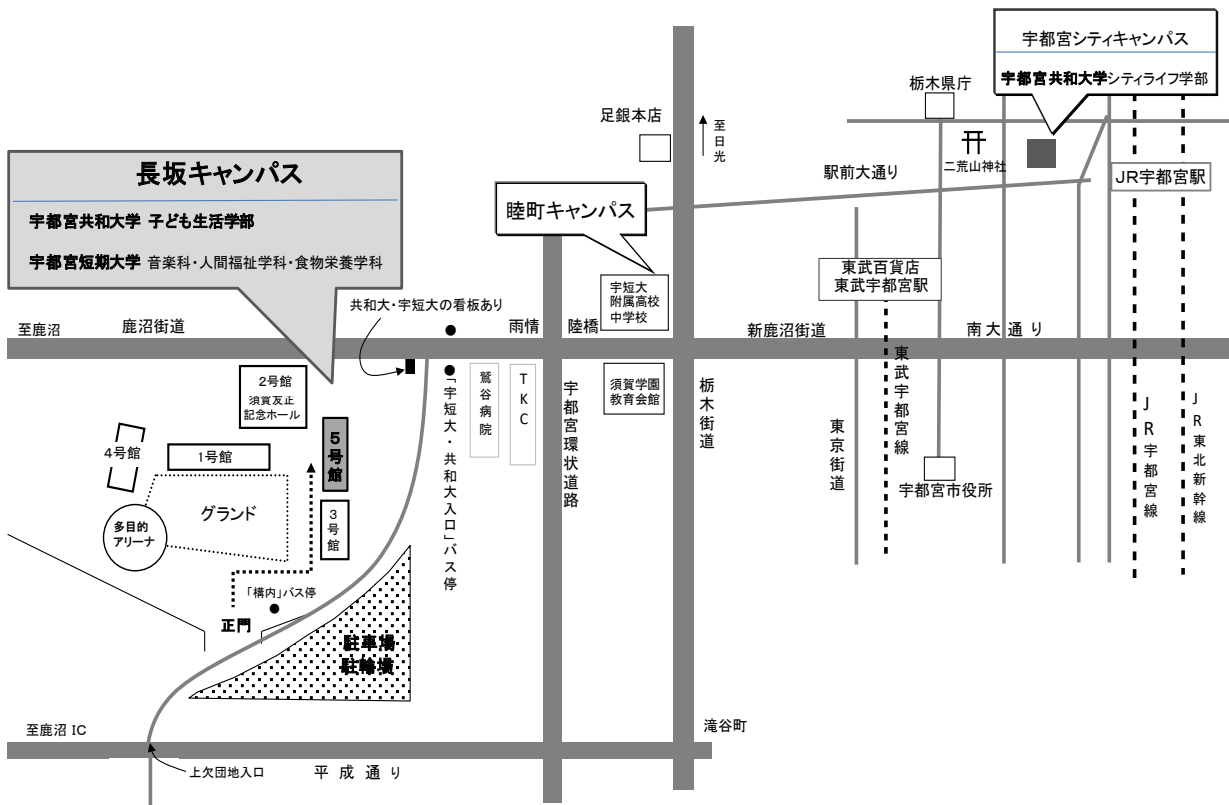 宇都宮シティキャンパス
宇都宮共和大学シティライフ学部
栃木県庁
足銀本店
至日光
二荒山神社
駅前大通り
JR宇都宮駅
長坂キャンパス
宇都宮共和大学 子ども生活学部
宇都宮短期大学 音楽科・人間福祉学科・食物栄養学科
睦町キャンパス
東武百貨店
東武宇都宮駅
宇短大
附属高校
中学校
共和大・宇短大の看板あり
至鹿沼
鹿沼街道
雨情
陸橋
新鹿沼街道
南大通り
2号館
須賀友正
記念ホール
「宇短大・共和大入口」バス停
鷲谷病院
TKC
宇都宮環状道路
須賀学園
教育会館
栃木街道
東京街道
東武宇都宮線
JR宇都宮線
JR東北新幹線
4号館
1号館
5号館
宇都宮市役所
グランド
3号館
多目的
アリーナ
「構内」バス停
正門
駐車場
駐輪場
至鹿沼 IC
滝谷町
上欠団地入口
平成通り